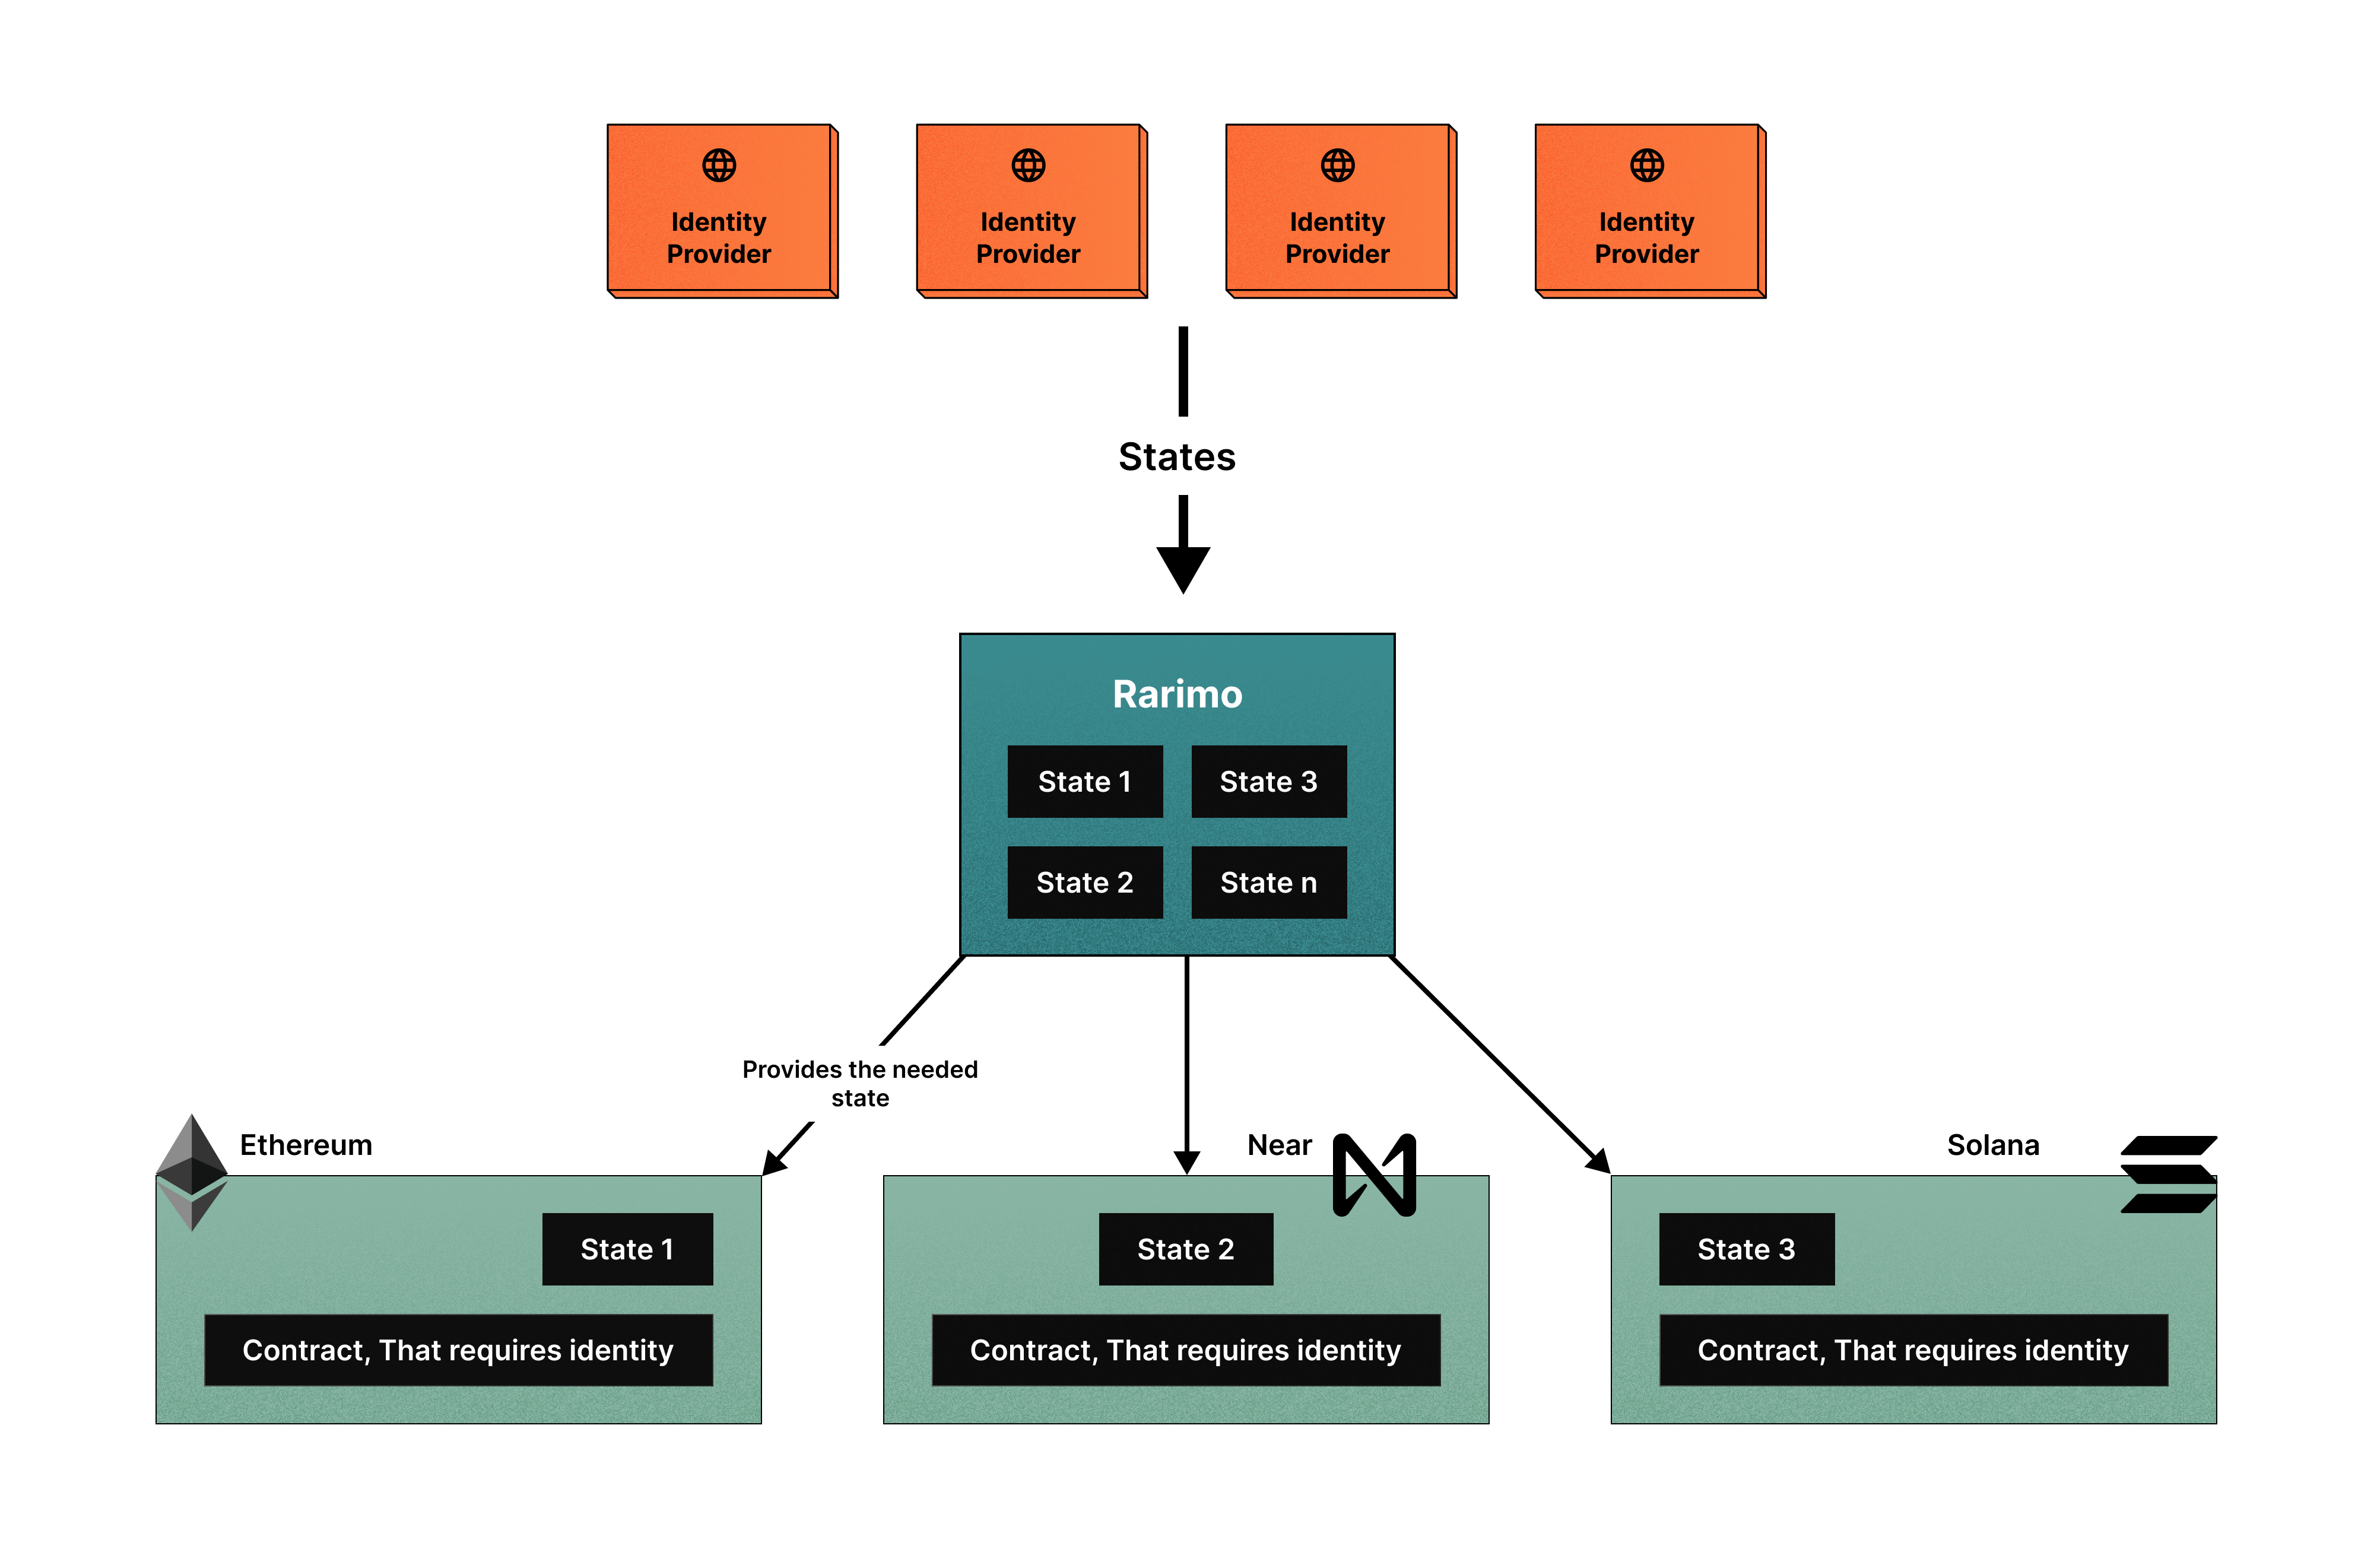 Identity
Provider
Identity
Provider
Identity
Provider
Identity
Provider
States
Rarimo
State 1
State 3
State 2
State n
Provides the needed
state
Ethereum
State 1
Contract, That requires identity
Near
State 2
Contract, That requires identity
Solana
State 3
Contract, That requires identity